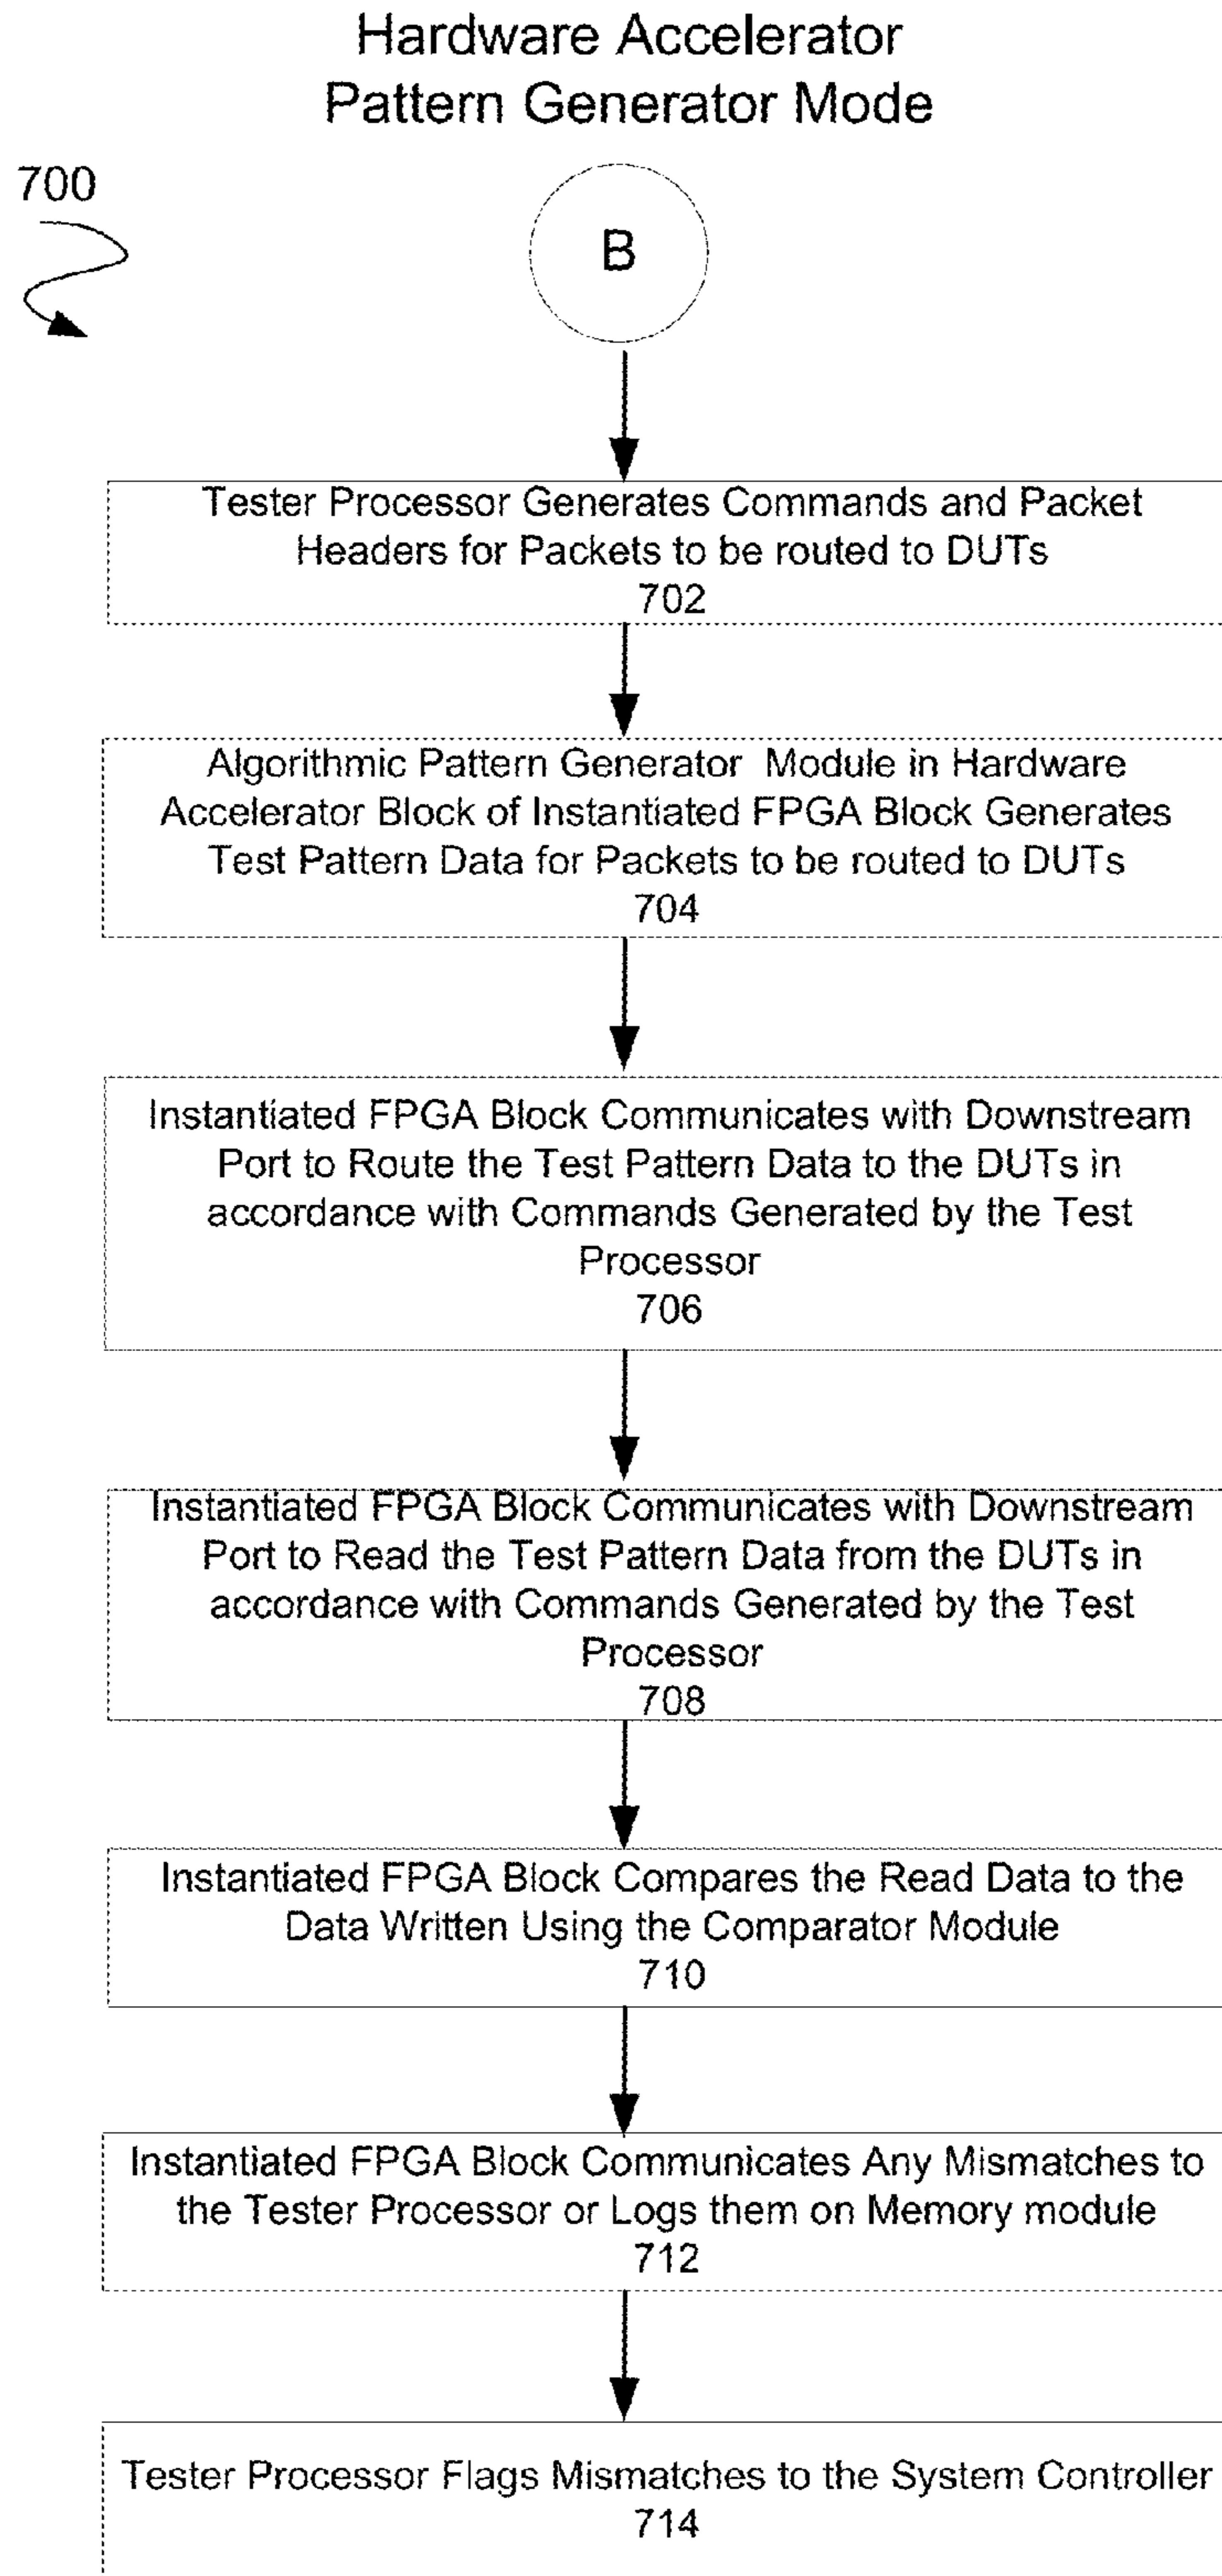 Hardware Accelerator
Pattern Generator Mode
700
B
Tester Processor Generates Commands and Packet
Headers for Packets to be routed to DUTs
702
Algorithmic Pattern Generator Module in Hardware
Accelerator Block of Instantiated FPGA Block Generates
Test Pattern Data for Packets to be routed to DUTs
704
Instantiated FPGA Block Communicates with Downstream
Port to Route the Test Pattern Data to the DUTs in
accordance with Commands Generated by the Test
Processor
706
Instantiated FPGA Block Communicates with Downstream
Port to Read the Test Pattern Data from the DUTs in
accordance with Commands Generated by the Test
Processor
708
Instantiated FPGA Block Compares the Read Data to the
Data Written Using the Comparator Module
710
Instantiated FPGA Block Communicates Any Mismatches to
the Tester Processor or Logs them on Memory module
712
Tester Processor Flags Mismatches to the System Controller
714